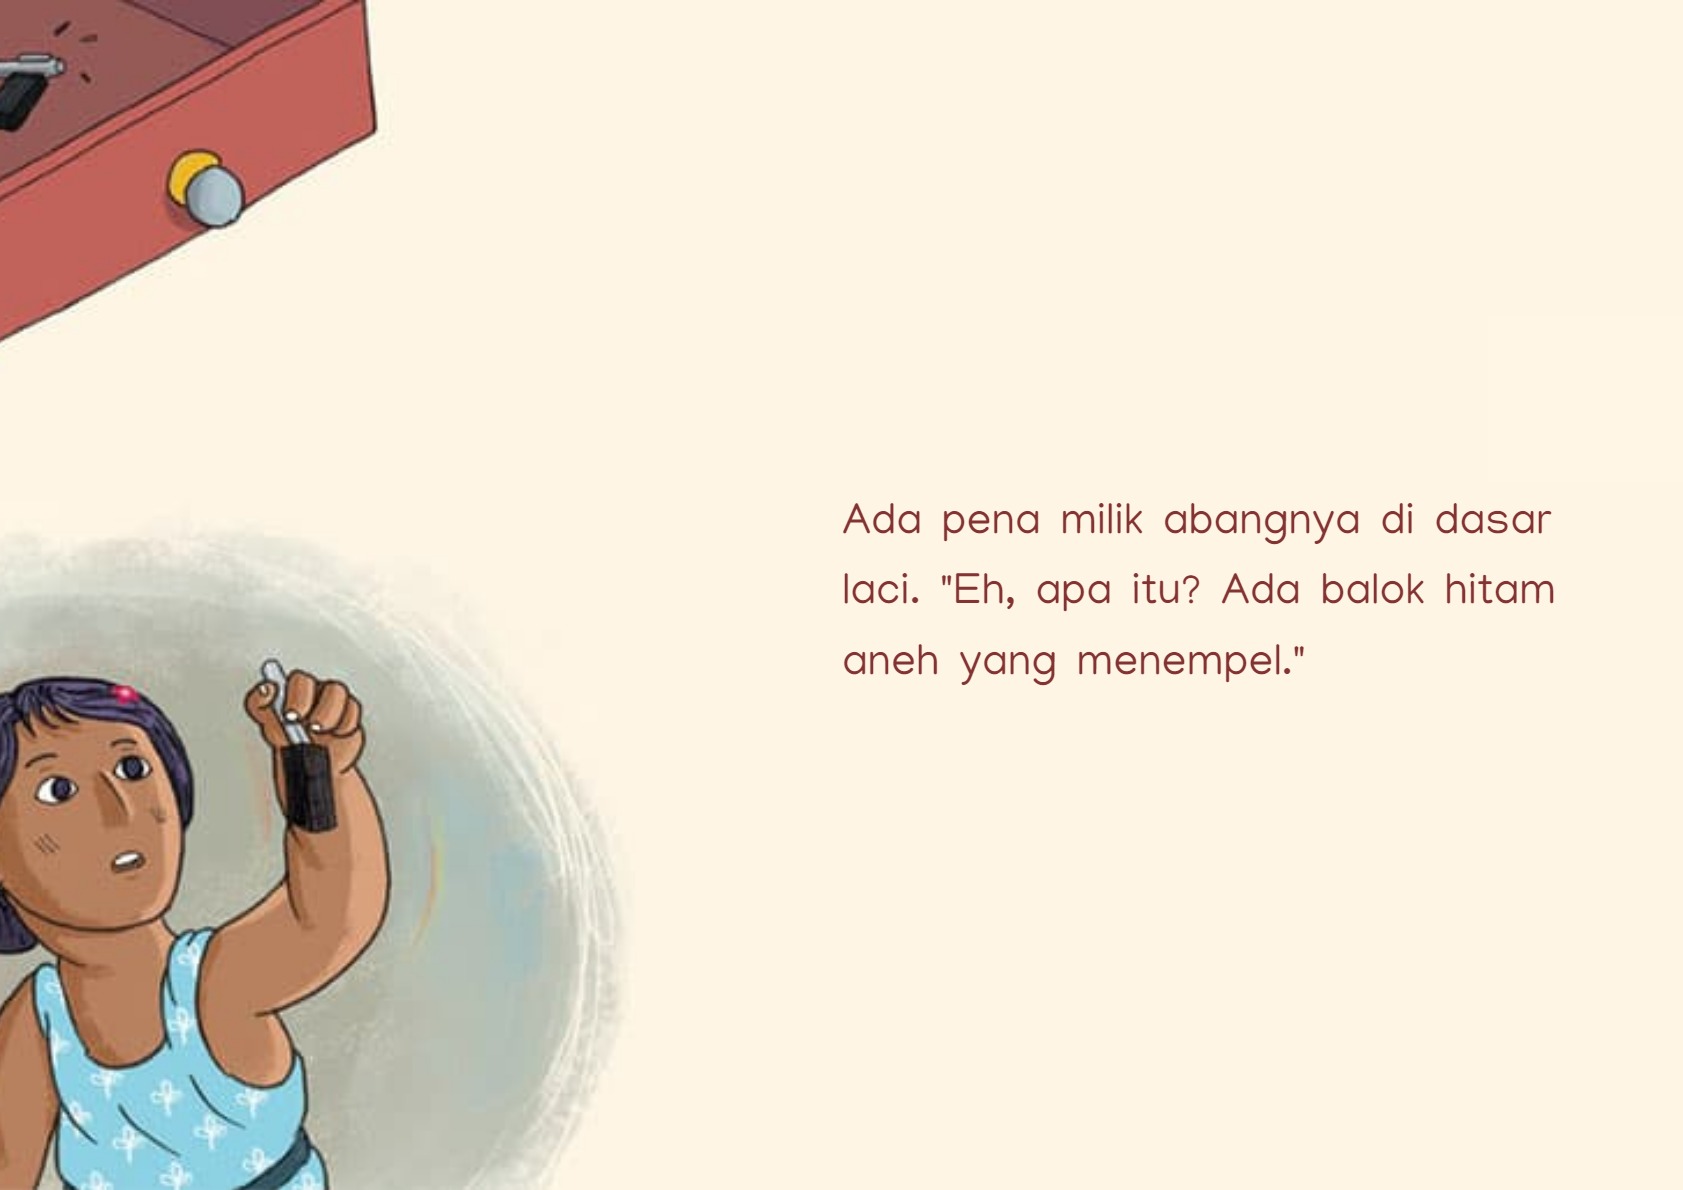 Ada pena milik abangnya di dasar
laci. "Eh, apa itu? Ada balok hitam
aneh yang menempel."